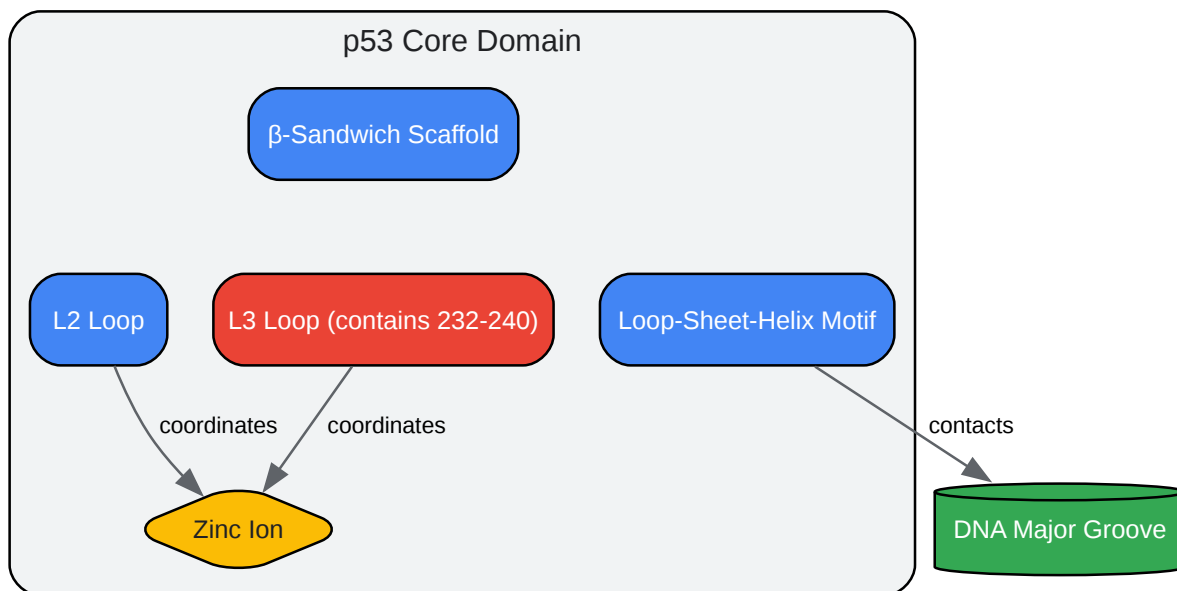 p53 Core Domain
β-Sandwich Scaffold
L2 Loop
L3 Loop (contains 232-240)
Loop-Sheet-Helix Motif
coordinates
coordinates
contacts
Zinc Ion
DNA Major Groove